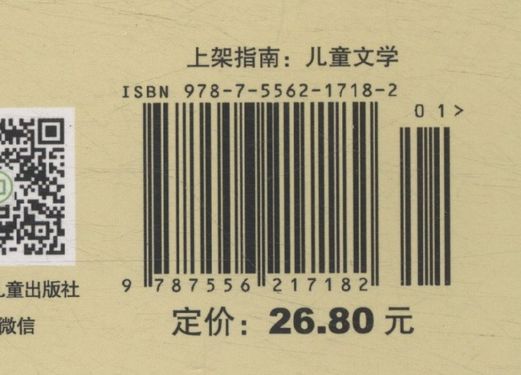 上架指南：儿童文学
ISBN 978-7-5562-1718-2
01>
9 787556 217182
童出版社
微信
定价：26.80 元